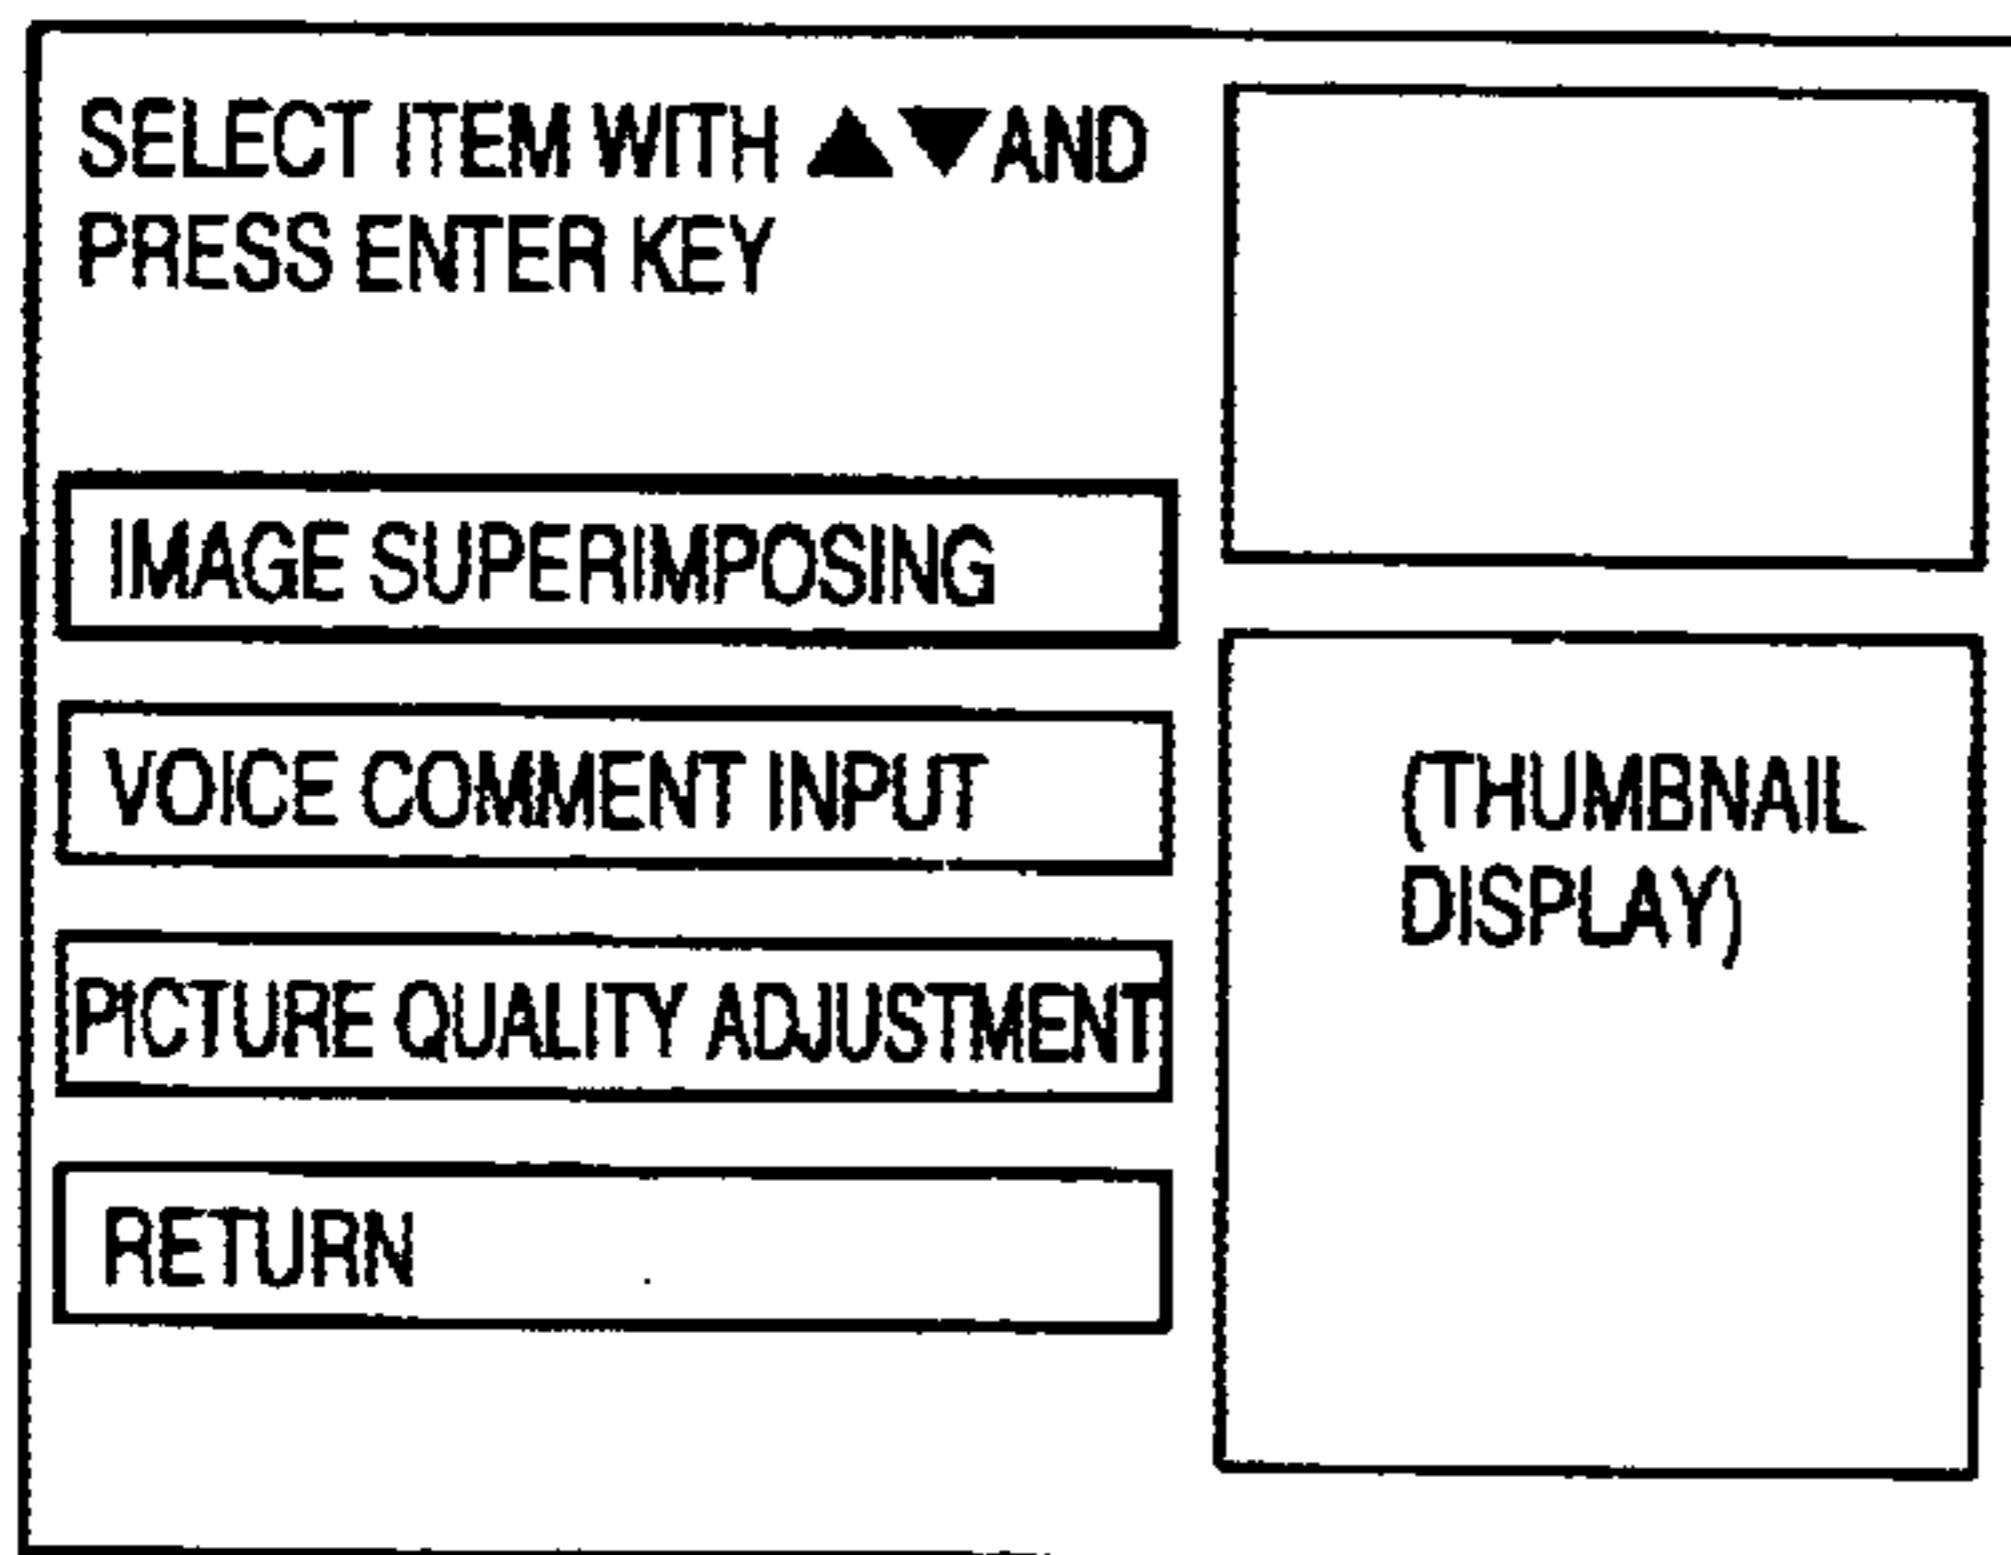 SELECT ITEM WITH ▲▼AND
PRESS ENTER KEY
IMAGE SUPERIMPOSING
VOICE COMMENT INPUT
PICTURE QUALITY ADJUSTMENT
RETURN
(THUMBNAIL
DISPLAY)